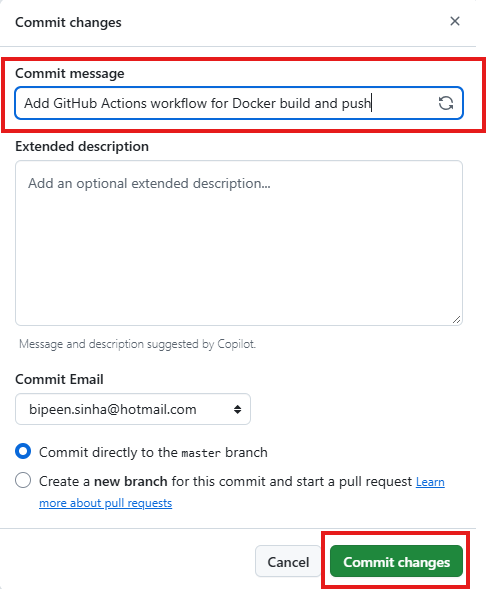 Commit changes
Commit message
Add GitHub Actions workflow for Docker build and push
Extended description
Add an optional extended description...
Message and description suggested by Copilot.
Commit Email
bipeen.sinha@hotmail.com
Commit directly to the master branch
Create a new branch for this commit and start a pull request Learn
more about pull requests
Cancel
Commit changes